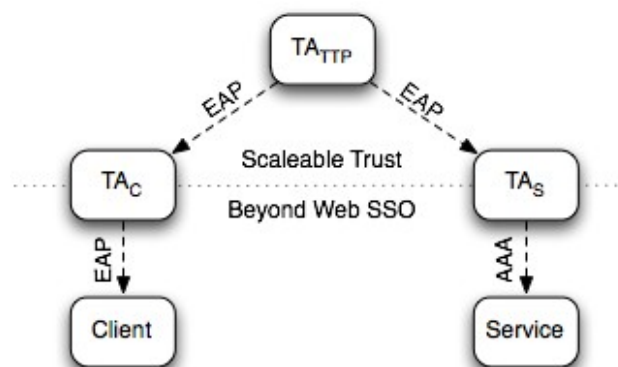 TA_TTP
EAP
EAP
Scaleable Trust
TA_C
TA_S
Beyond Web SSO
EAP
AAA
Client
Service